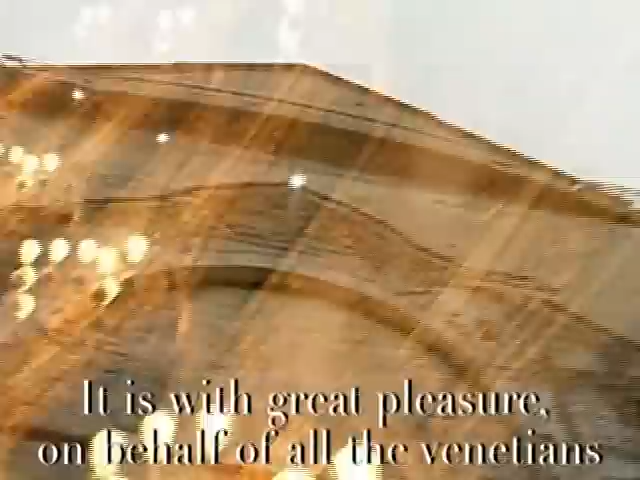 It is with great pleasure,
on behalf of all the venetians